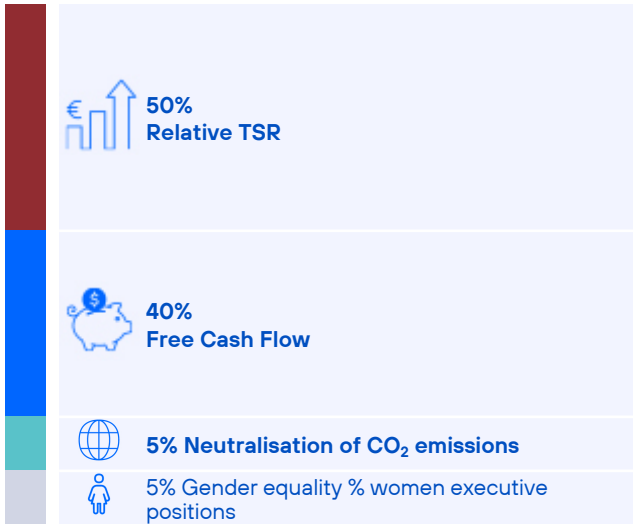 €
50%
Relative TSR
$
40%
Free Cash Flow
5% Neutralisation of CO₂ emissions
5% Gender equality % women executive
positions